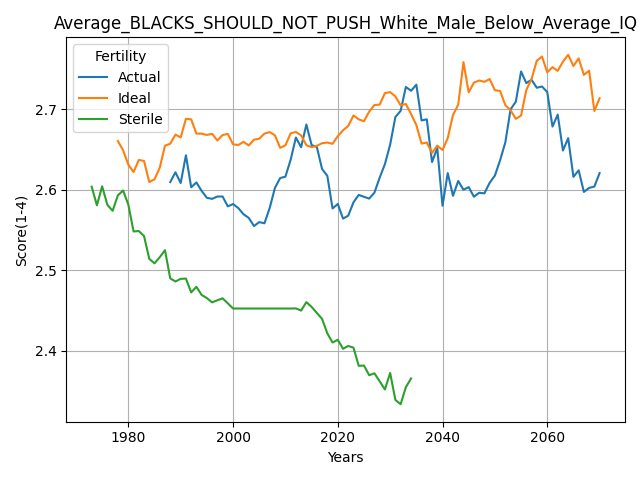 Average_BLACKS_SHOULD_NOT_PUSH_White_Male_Below_Average_IQ
Fertility
Actual
Ideal
Sterile
Score(1-4)
2.7
2.6
2.5
2.4
1980 2000 2020 2040 2060
Years